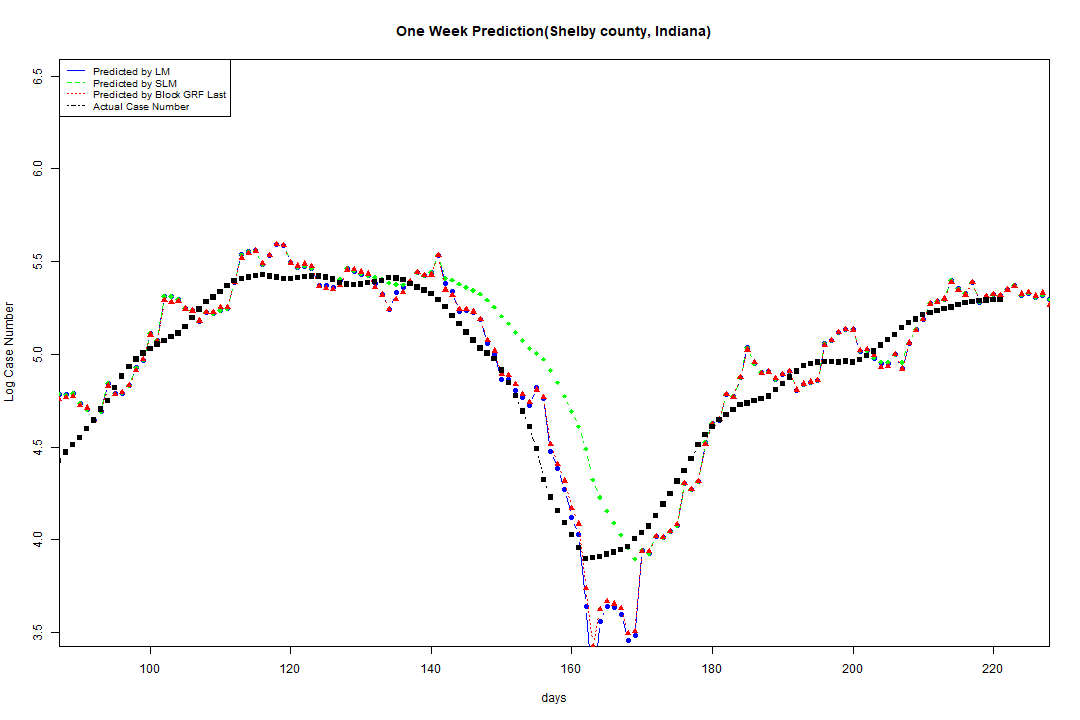 One Week Prediction(Shelby county, Indiana)
Predicted by LM
Predicted by SLM
Predicted by Block GRF Last
Actual Case Number
Log Case Number
6.5
6.0
5.5
5.0
4.5
4.0
3.5
100 120 140 160 180 200 220
days